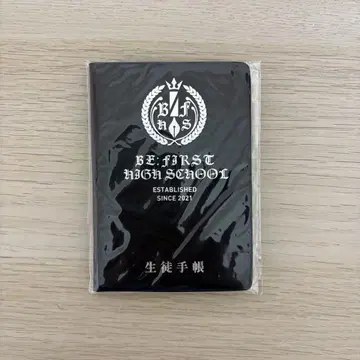 B F
H S
BE:FIRST
HIGH SCHOOL
ESTABLISHED
SINCE 2021
生徒手帳